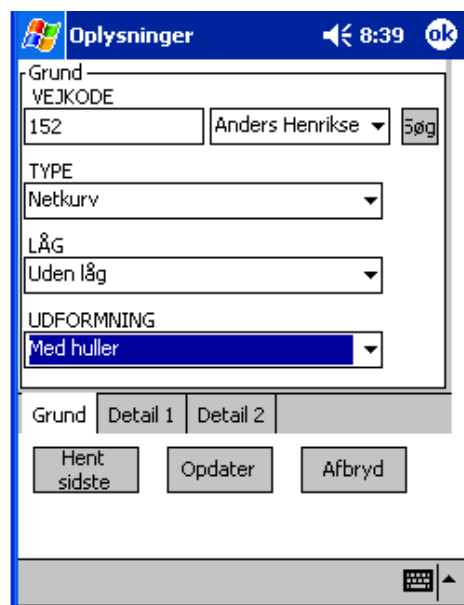 Oplysninger 8:39 ok
Grund
VEJKODE
152 Anders Henrikse Søg
TYPE
Netkurv
LÅG
Uden låg
UDFORMNING
Med huller
Grund Detail 1 Detail 2
Hent sidste Opdater Afbryd